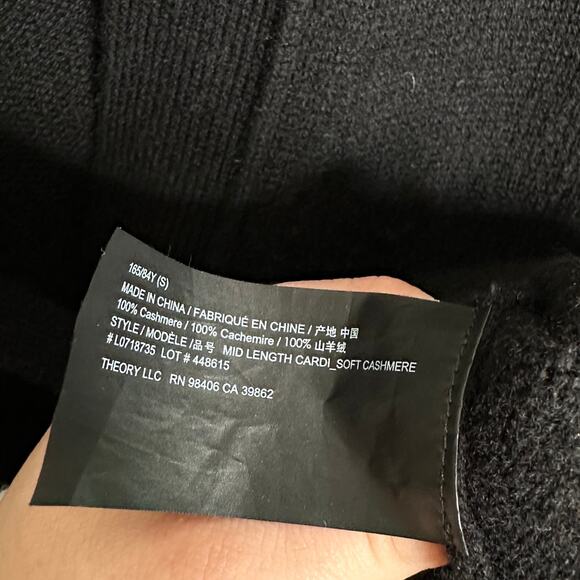 165/84Y (S)
MADE IN CHINA / FABRIQUÉ EN CHINE / 产地 中国
100% Cashmere / 100% Cachemire / 100% 山羊绒
STYLE / MODÈLE /品号 MID LENGTH CARDI_SOFT CASHMERE
# L0718735 LOT # 448615
THEORY LLC RN 98406 CA 39862